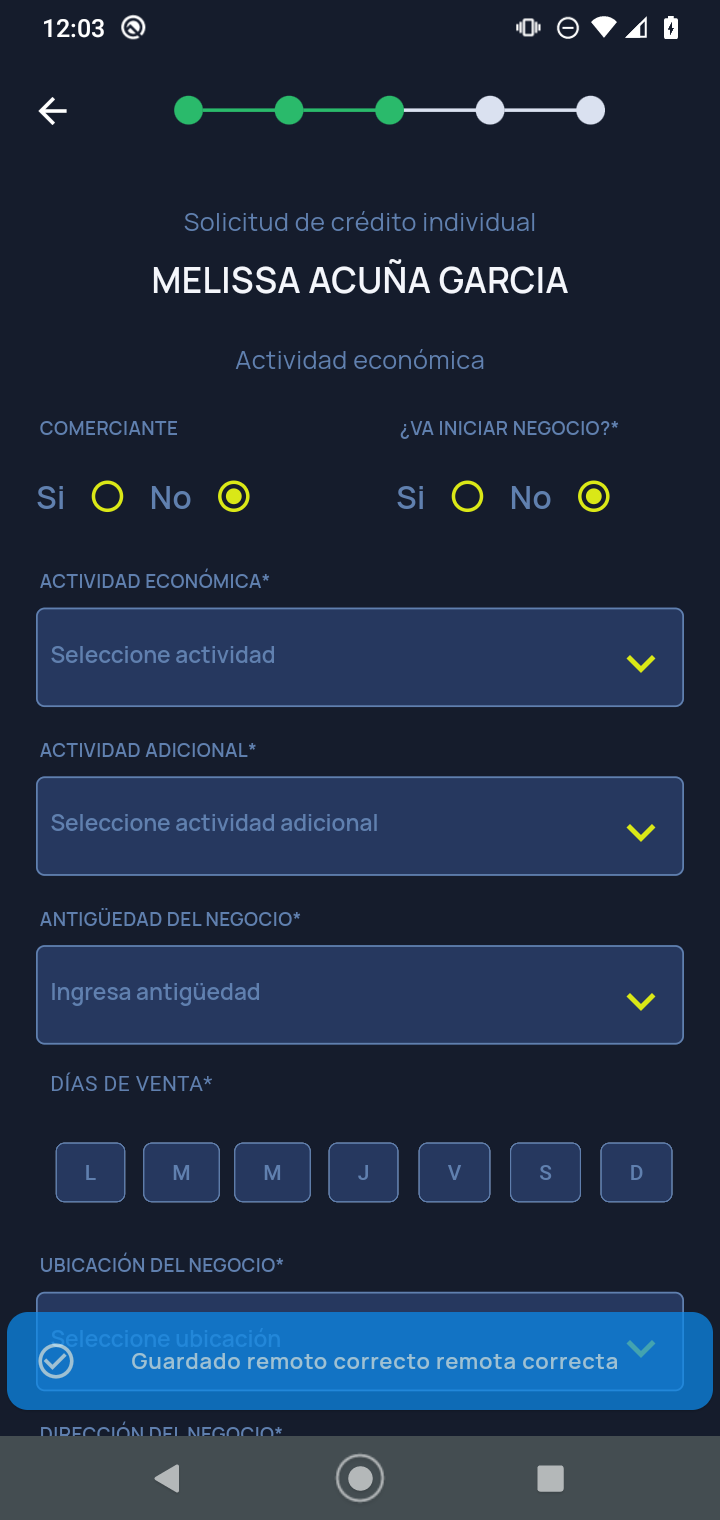 12:03
Solicitud de crédito individual
MELISSA ACUÑA GARCIA
Actividad económica
COMERCIANTE ¿VA INICIAR NEGOCIO?*
Si No Si No
ACTIVIDAD ECONÓMICA*
Seleccione actividad
ACTIVIDAD ADICIONAL*
Seleccione actividad adicional
ANTIGÜEDAD DEL NEGOCIO*
Ingresa antigüedad
DÍAS DE VENTA*
L M M J V S D
UBICACIÓN DEL NEGOCIO*
Seleccione ubicación
Guardado remoto correcto remota correcta
DIRECCIÓN DEL NEGOCIO*